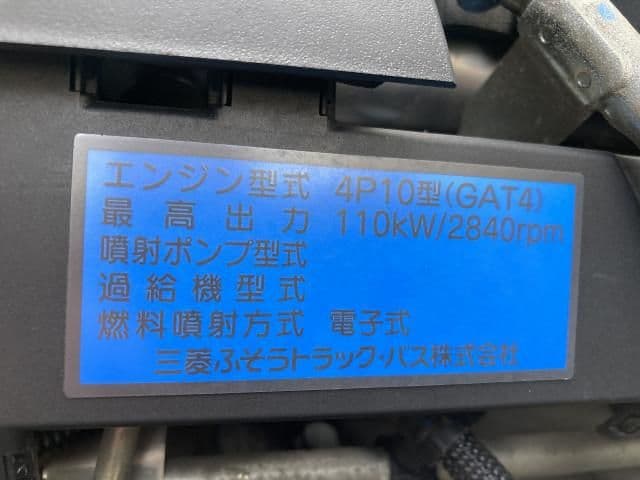 エンジン型式 4P10型(GAT4)
最高出力 110kW/2840rpm
噴射ポンプ型式
過給機型式
燃料噴射方式 電子式
三菱ふそうトラック・バス株式会社